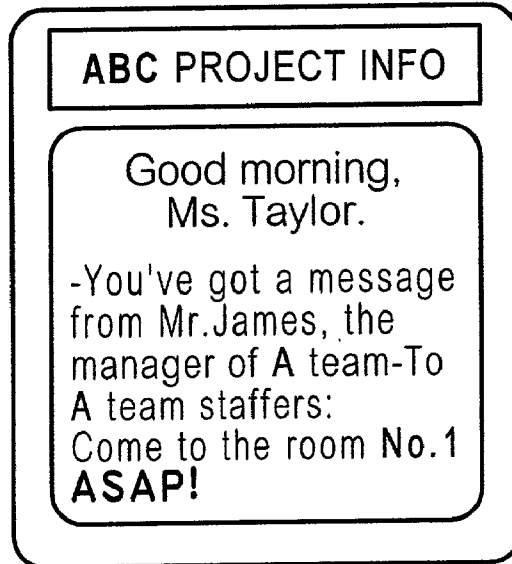 ABC PROJECT INFO
Good morning,
Ms. Taylor.
-You've got a message
from Mr.James, the
manager of A team-To
A team staffers:
Come to the room No.1
ASAP!